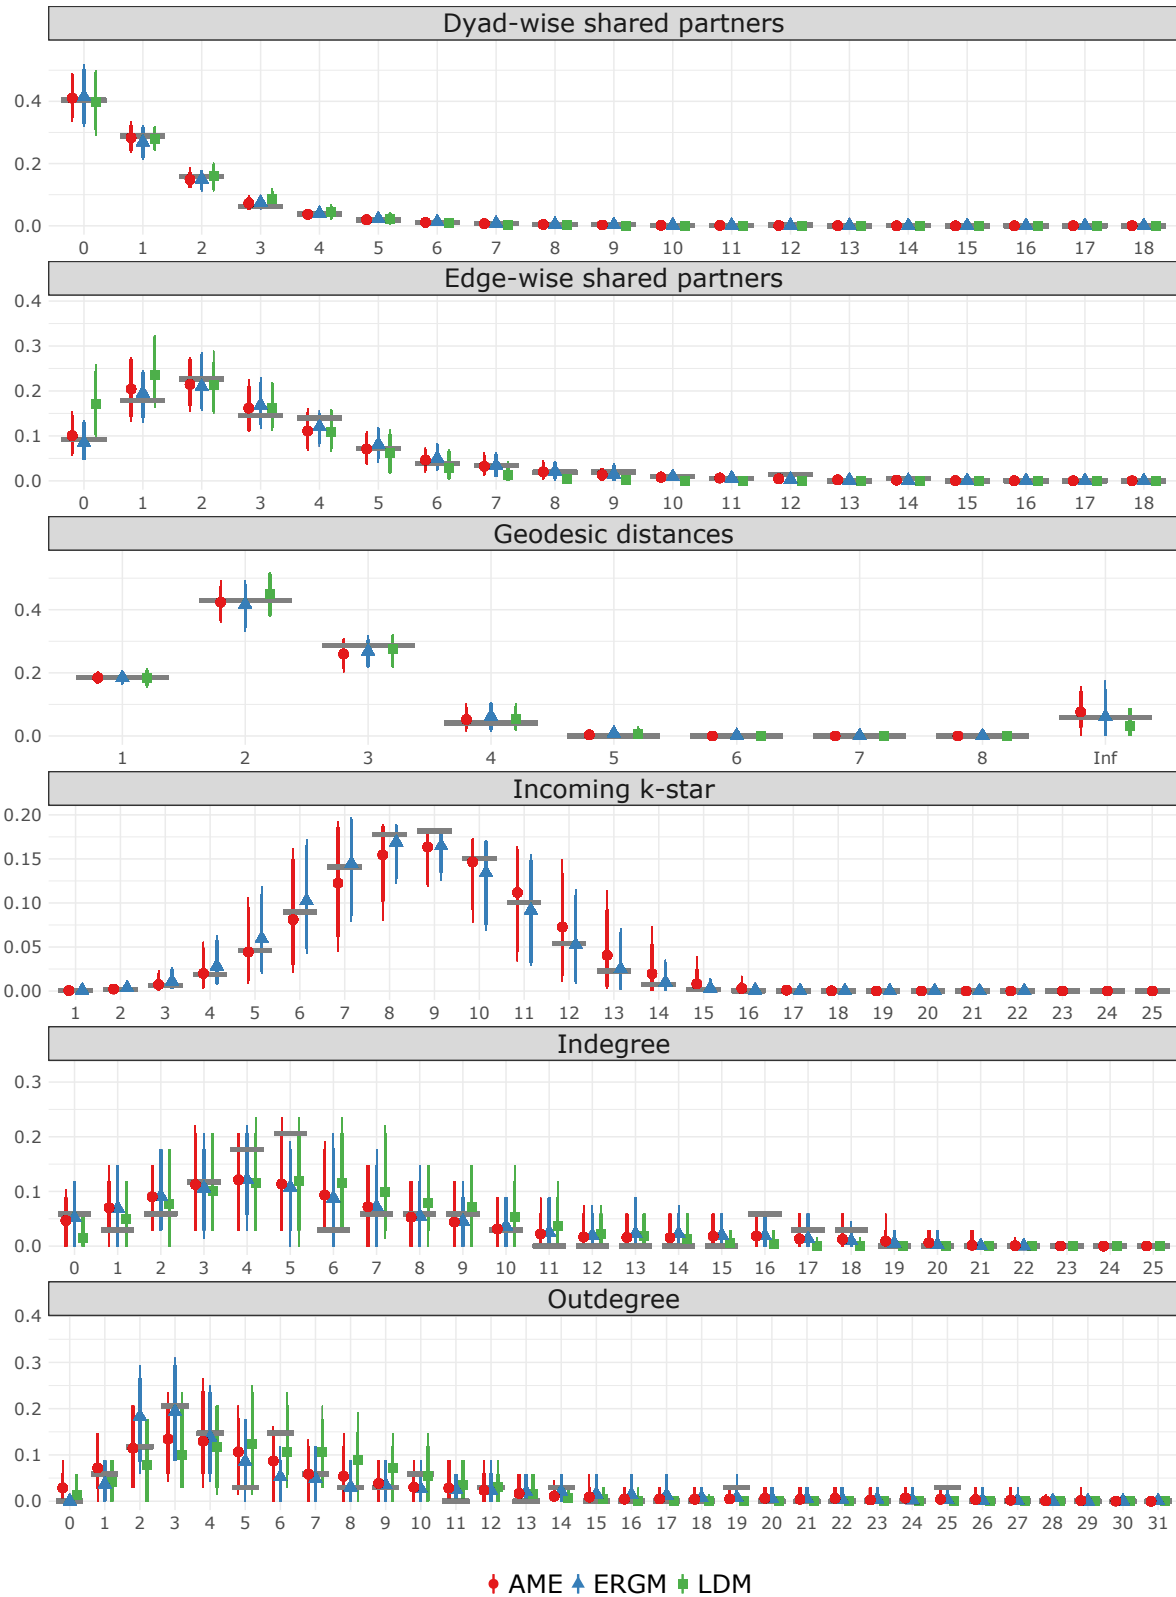 Dyad-wise shared partners
0.4
0.2
0.0
0 1 2 3 4 5 6 7 8 9 10 11 12 13 14 15 16 17 18
Edge-wise shared partners
0.4
0.3
0.2
0.1
0.0
0 1 2 3 4 5 6 7 8 9 10 11 12 13 14 15 16 17 18
Geodesic distances
0.4
0.2
0.0
1 2 3 4 5 6 7 8 Inf
Incoming k-star
0.20
0.15
0.10
0.05
0.00
1 2 3 4 5 6 7 8 9 10 11 12 13 14 15 16 17 18 19 20 21 22 23 24 25
Indegree
0.3
0.2
0.1
0.0
0 1 2 3 4 5 6 7 8 9 10 11 12 13 14 15 16 17 18 19 20 21 22 23 24 25
Outdegree
0.4
0.3
0.2
0.1
0.0
0 1 2 3 4 5 6 7 8 9 10 11 12 13 14 15 16 17 18 19 20 21 22 23 24 25 26 27 28 29 30 31
AME ERGM LDM